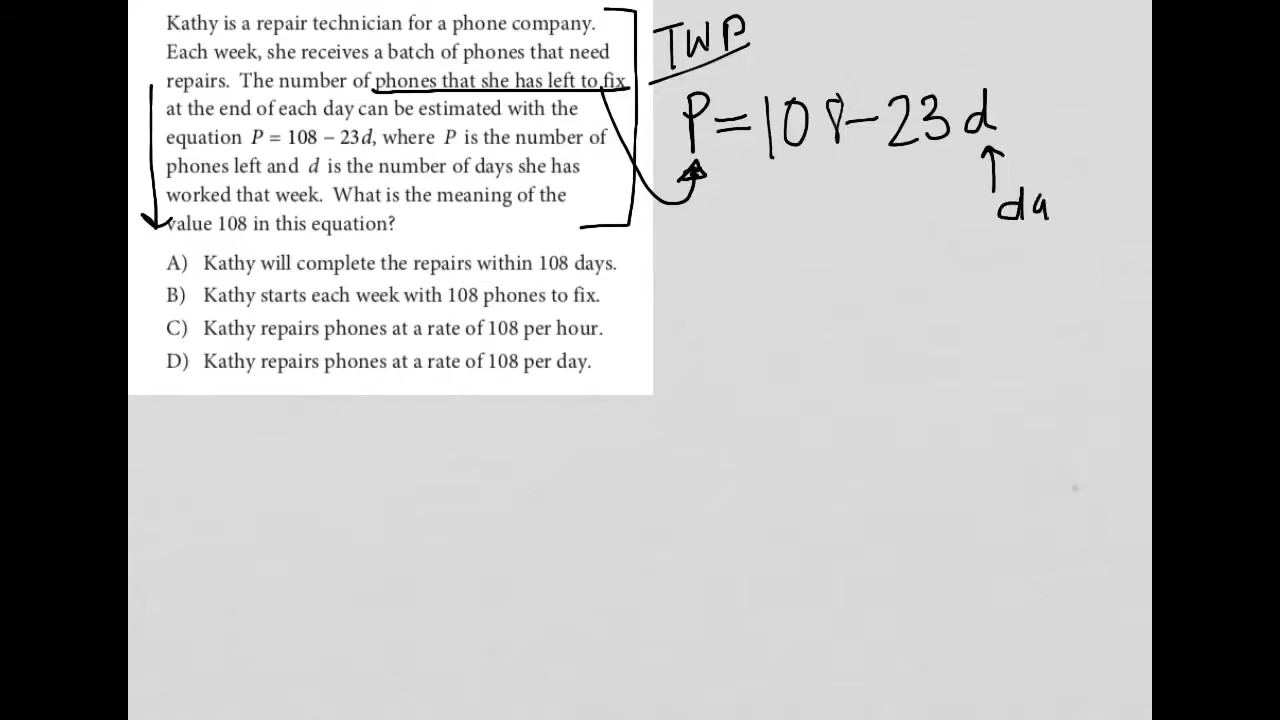 Kathy is a repair technician for a phone company.
Each week, she receives a batch of phones that need
repairs. The number of phones that she has left to fix
at the end of each day can be estimated with the
equation P = 108 − 23d, where P is the number of
phones left and d is the number of days she has
worked that week. What is the meaning of the
value 108 in this equation?
A) Kathy will complete the repairs within 108 days.
B) Kathy starts each week with 108 phones to fix.
C) Kathy repairs phones at a rate of 108 per hour.
D) Kathy repairs phones at a rate of 108 per day.
TWP
P = 108 − 23d
da